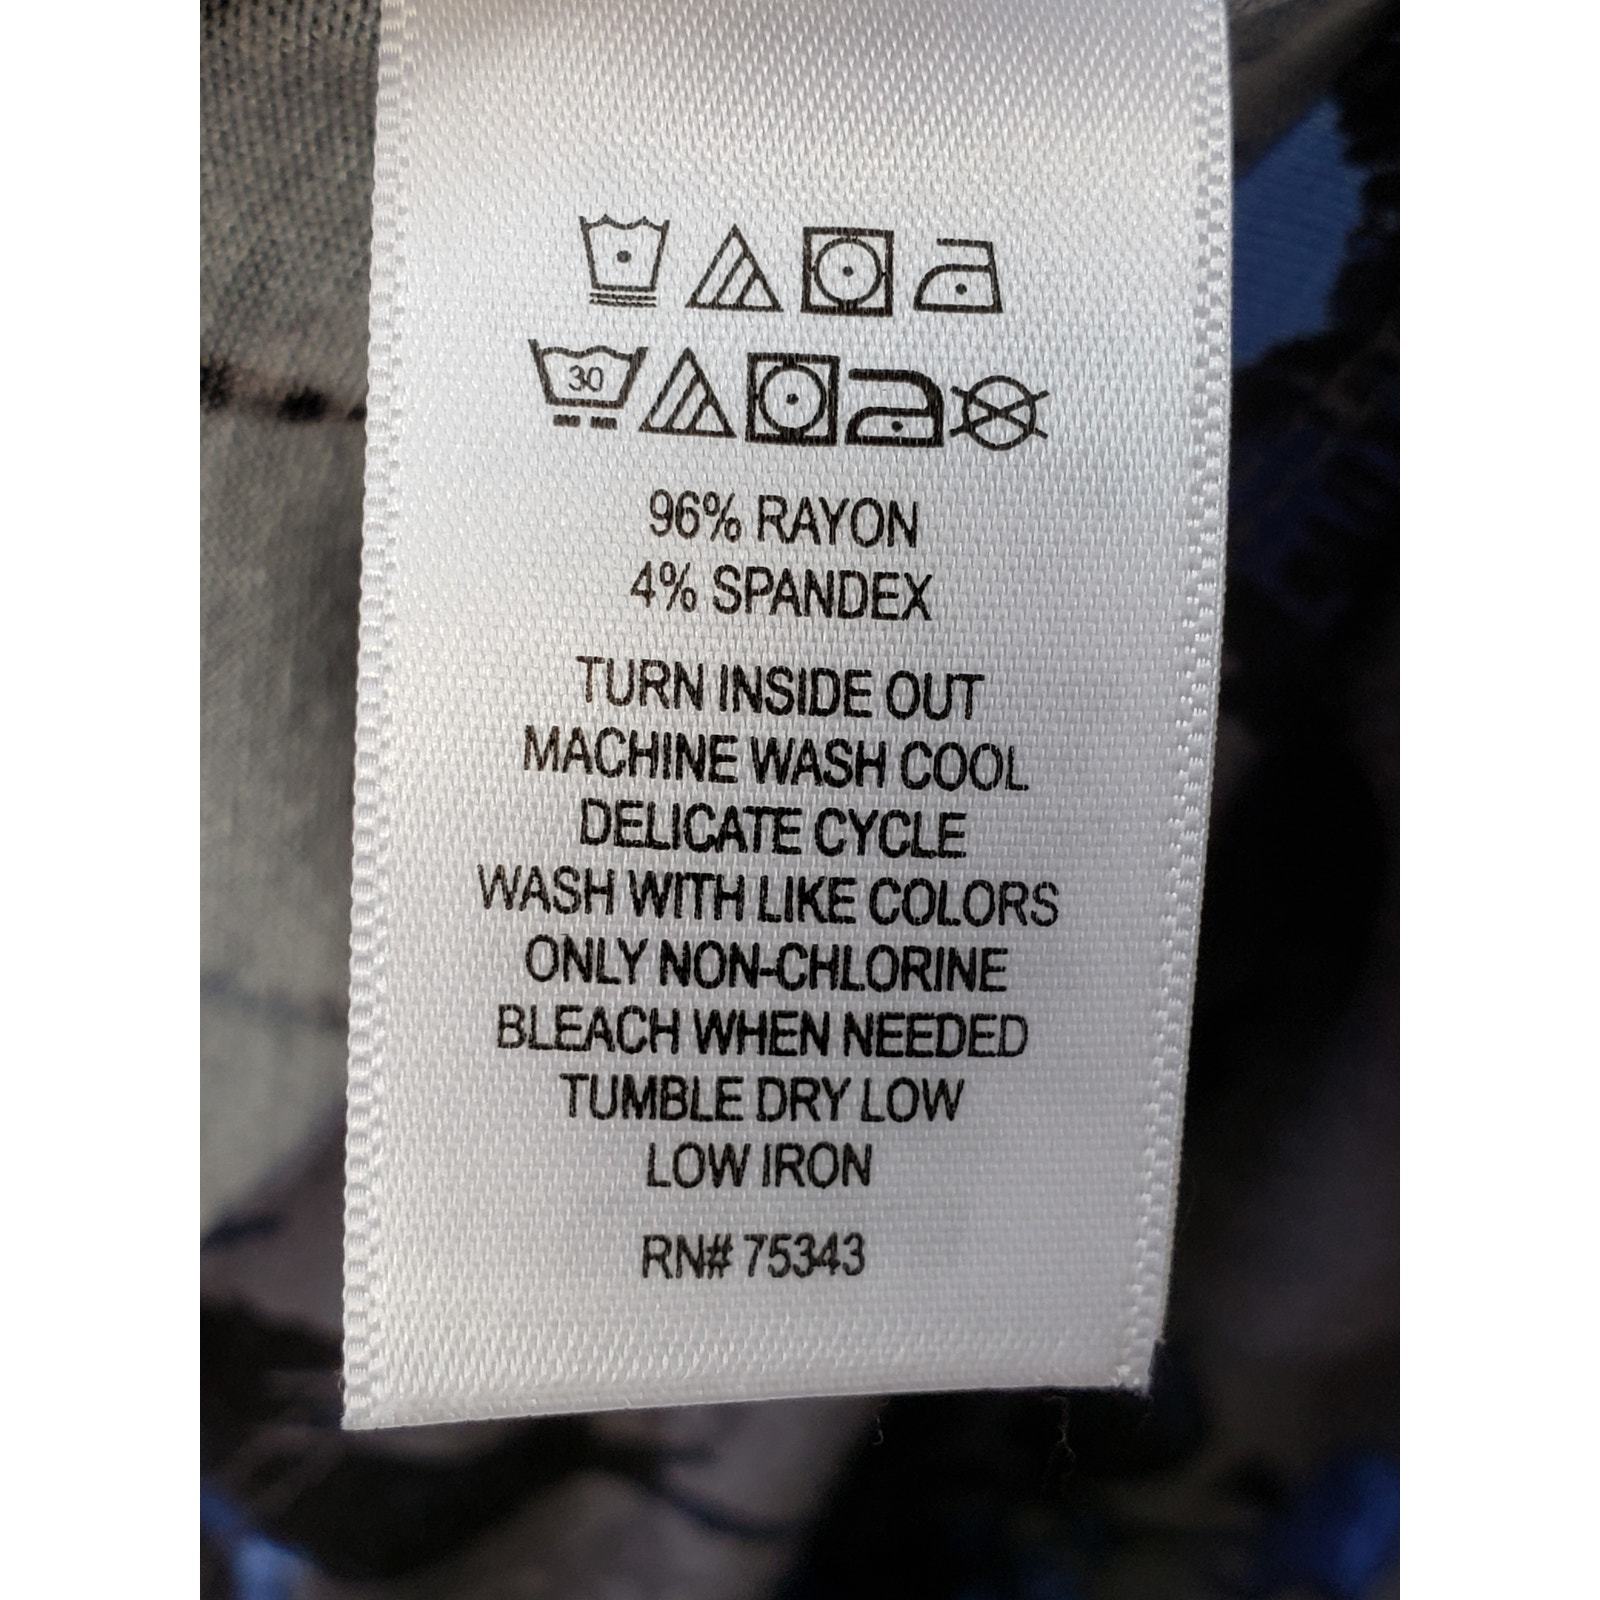 30
96% RAYON
4% SPANDEX
TURN INSIDE OUT
MACHINE WASH COOL
DELICATE CYCLE
WASH WITH LIKE COLORS
ONLY NON-CHLORINE
BLEACH WHEN NEEDED
TUMBLE DRY LOW
LOW IRON
RN# 75343